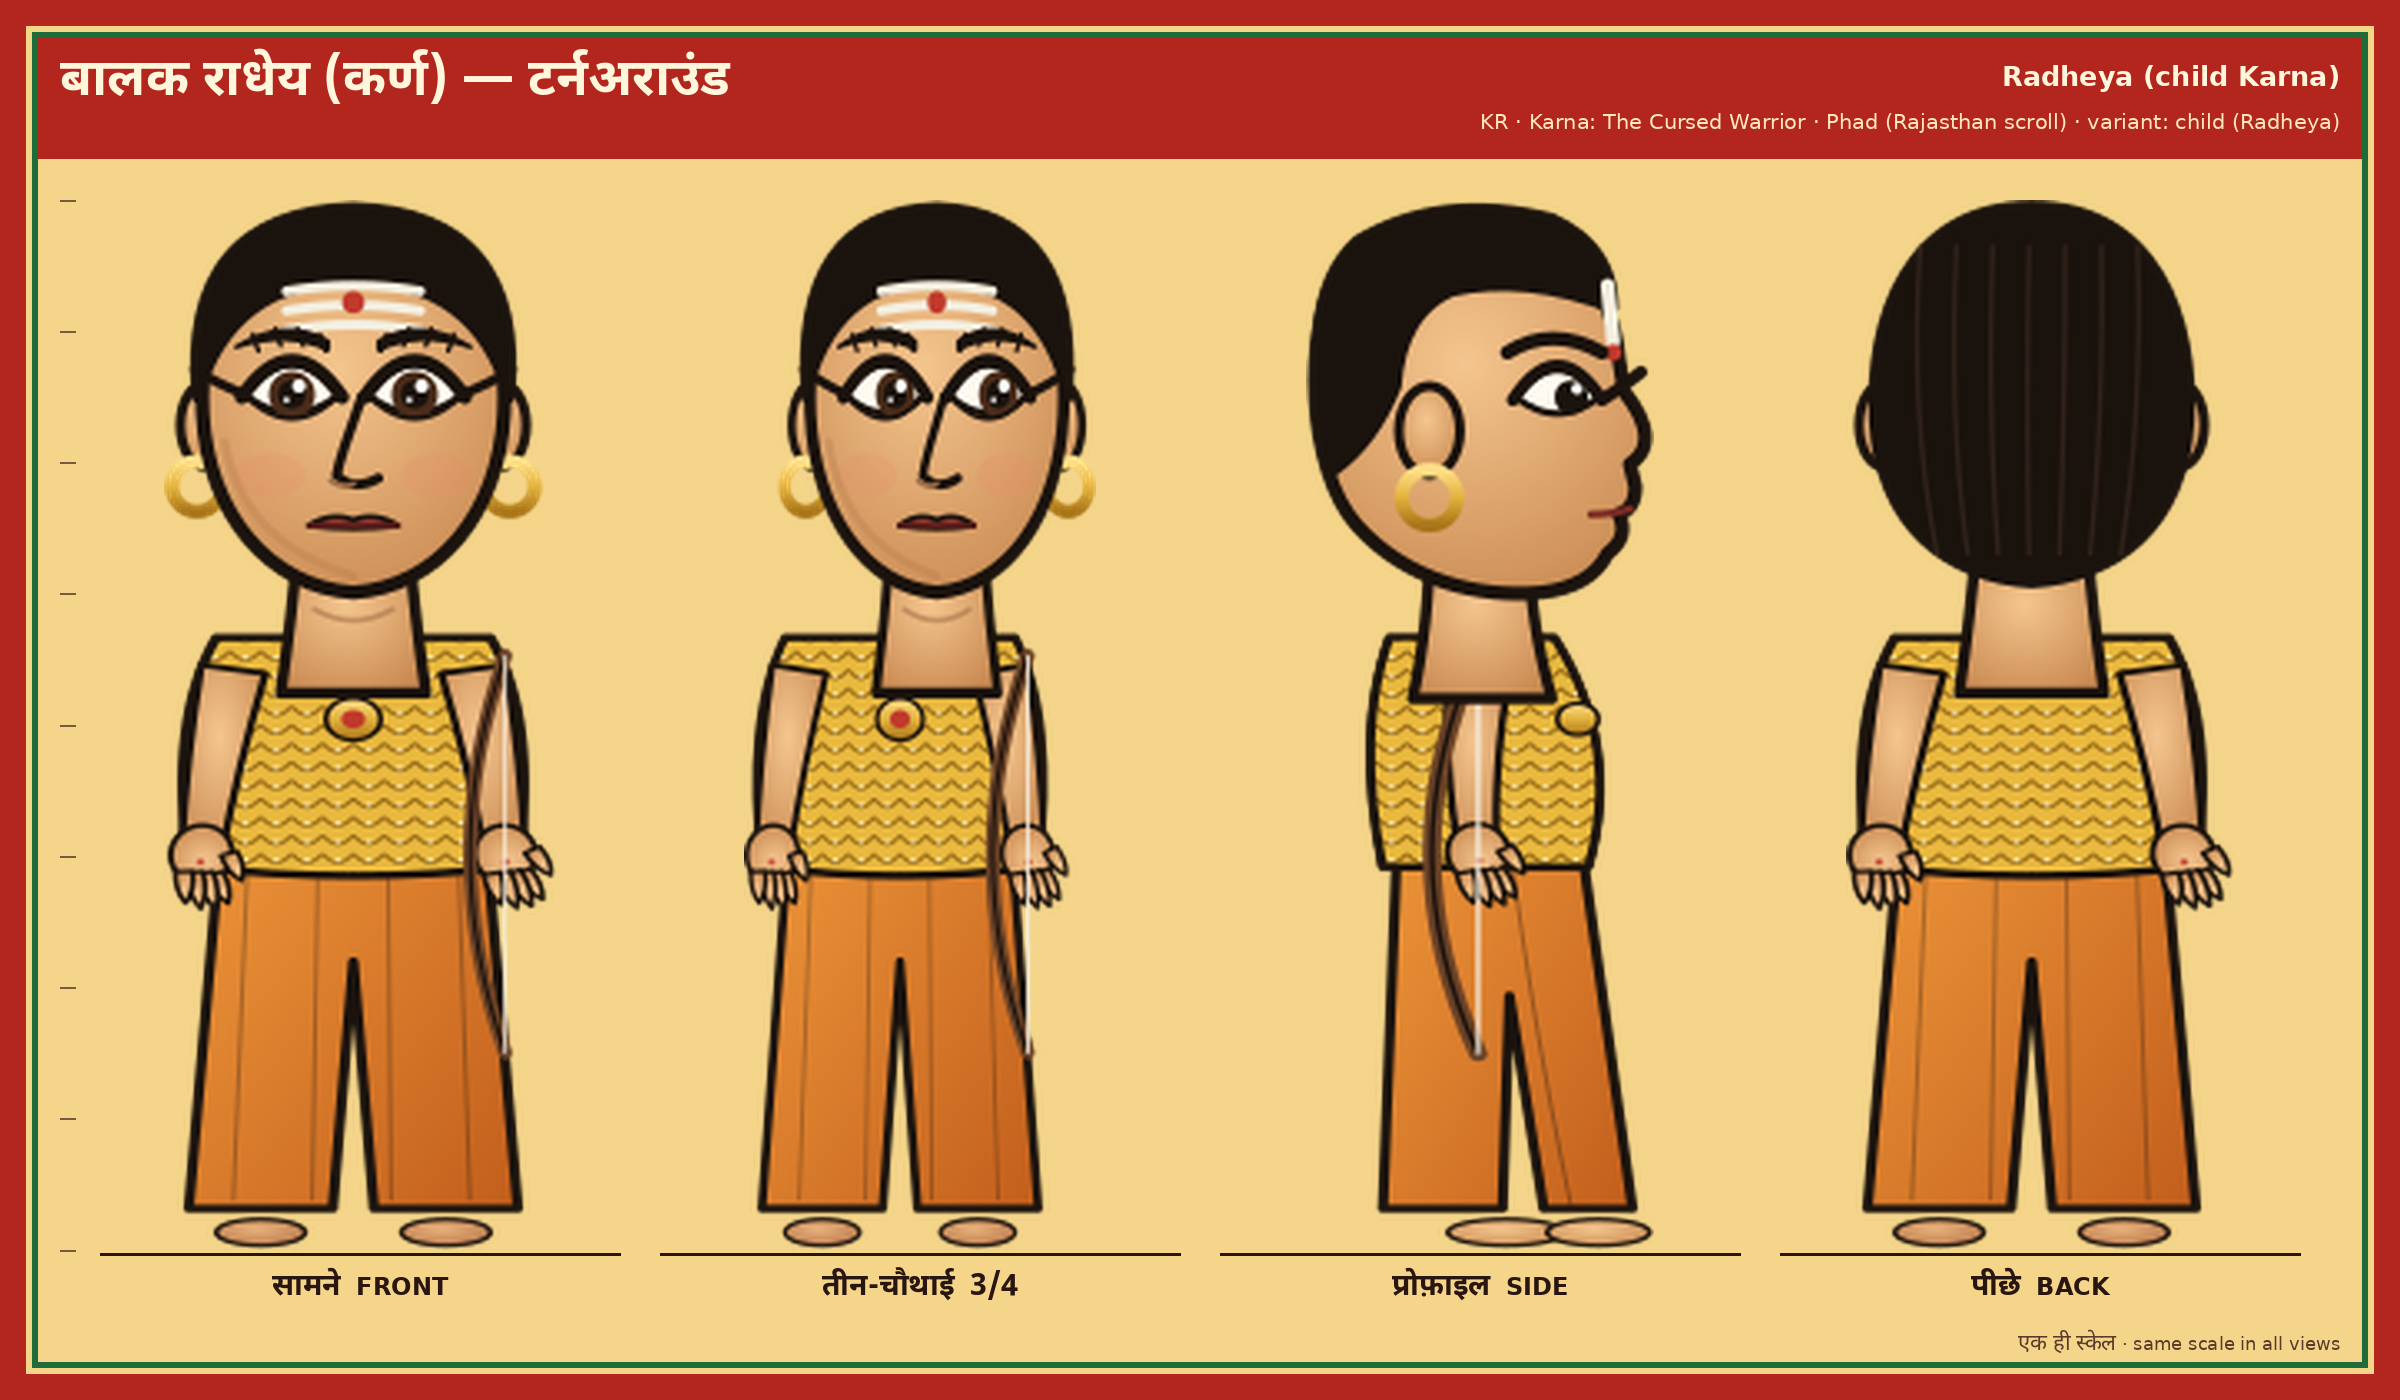 बालक राधेय (कर्ण) — टर्नअराउंड
Radheya (child Karna)
KR · Karna: The Cursed Warrior · Phad (Rajasthan scroll) · variant: child (Radheya)
सामने FRONT
तीन-चौथाई 3/4
प्रोफ़ाइल SIDE
पीछे BACK
एक ही स्केल · same scale in all views